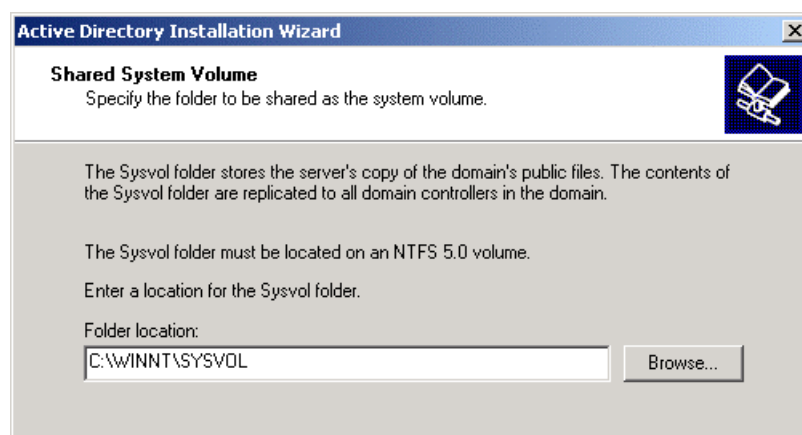 Active Directory Installation Wizard
Shared System Volume
Specify the folder to be shared as the system volume.
The Sysvol folder stores the server's copy of the domain's public files. The contents of
the Sysvol folder are replicated to all domain controllers in the domain.
The Sysvol folder must be located on an NTFS 5.0 volume.
Enter a location for the Sysvol folder.
Folder location:
C:\WINNT\SYSVOL
Browse...